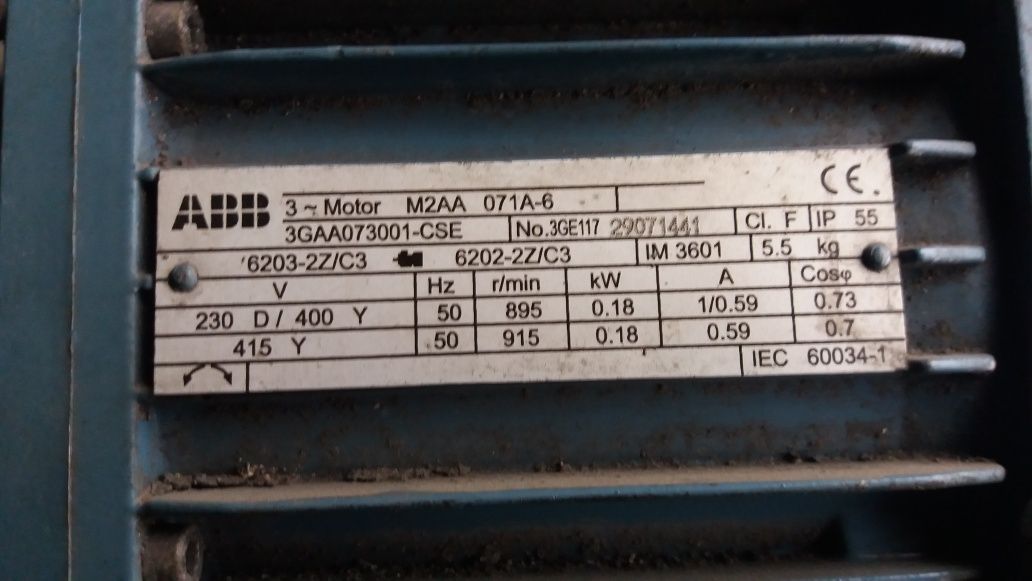 ABB 3 ~ Motor M2AA 071A-6 CE
3GAA073001-CSE No.3GE117 29071441 Cl. F IP 55
6203-2Z/C3 6202-2Z/C3 IM 3601 5.5 kg
V Hz r/min kW A Cosφ
230 D / 400 Y 50 895 0.18 1/0.59 0.73
415 Y 50 915 0.18 0.59 0.7
IEC 60034-1